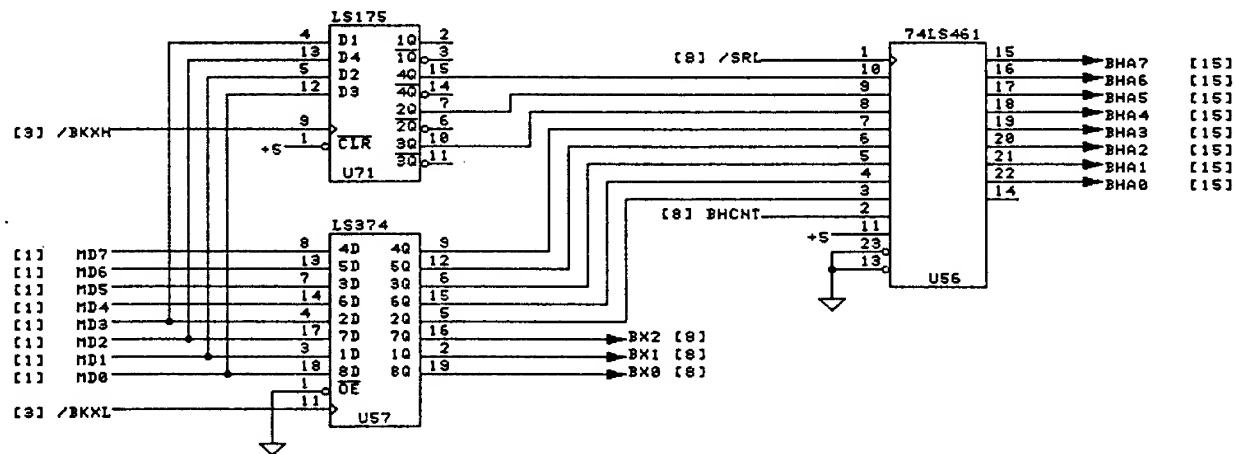 LS175
4 D1 1Q 2
13 D4 1Q 3
5 D2 4Q 15
12 D3 4Q 14
2Q 7
[3] /BKXH 9 2Q 6
+5 1 CLR 3Q 10
3Q 11
U71
74LS461
[8] /SRL 1 15 BHA7 [15]
10 16 BHA6 [15]
9 17 BHA5 [15]
8 18 BHA4 [15]
7 19 BHA3 [15]
6 20 BHA2 [15]
5 21 BHA1 [15]
4 22 BHA0 [15]
3 14
[8] BHCNT 2
+5 11
23
13
U56
LS374
[1] MD7 8 4D 4Q 9
[1] MD6 13 5D 5Q 12
[1] MD5 7 3D 3Q 6
[1] MD4 14 6D 6Q 15
[1] MD3 4 2D 2Q 5
[1] MD2 17 7D 7Q 16 BX2 [8]
[1] MD1 3 1D 1Q 2 BX1 [8]
[1] MD0 18 8D 8Q 19 BX0 [8]
1 OE
[3] /BKXL 11
U57